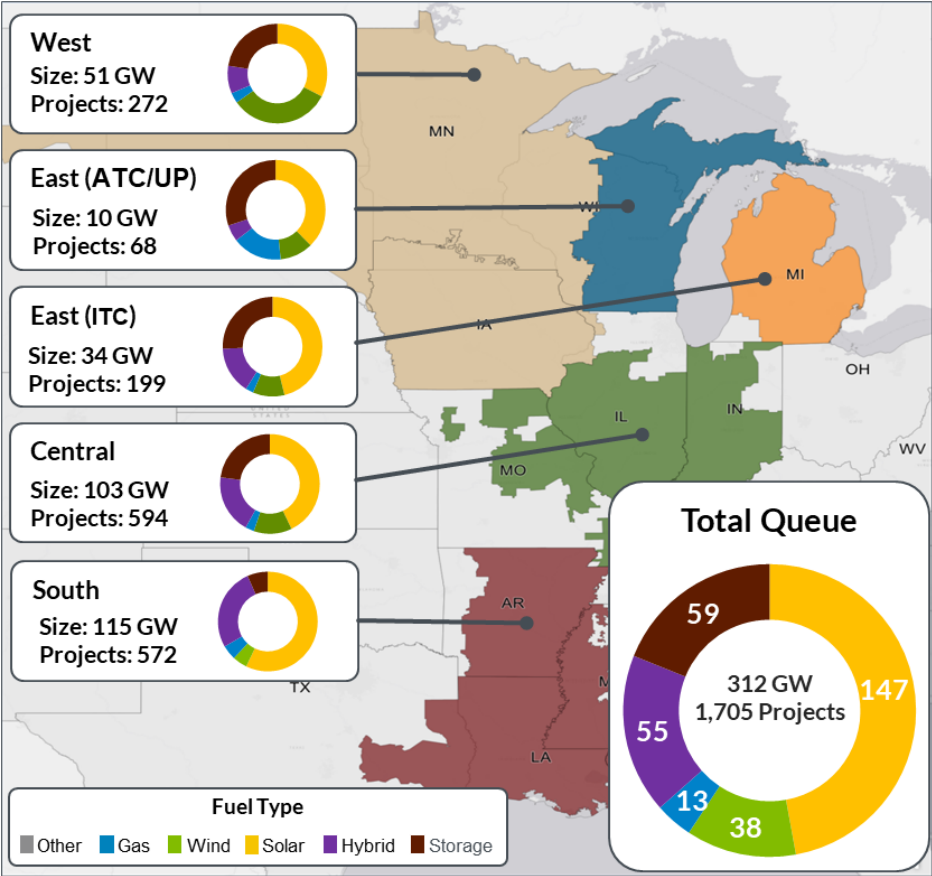 West
Size: 51 GW
Projects: 272
MN
East (ATC/UP)
Size: 10 GW
Projects: 68
East (ITC)
Size: 34 GW
Projects: 199
MI
IA
OH
UNITED
STATES
IL
IN
WV
MO
Central
Size: 103 GW
Projects: 594
South
Size: 115 GW
Projects: 572
AR
TX
LA
Total Queue
59
147
312 GW
1,705 Projects
55
13
38
Fuel Type
Other Gas Wind Solar Hybrid Storage